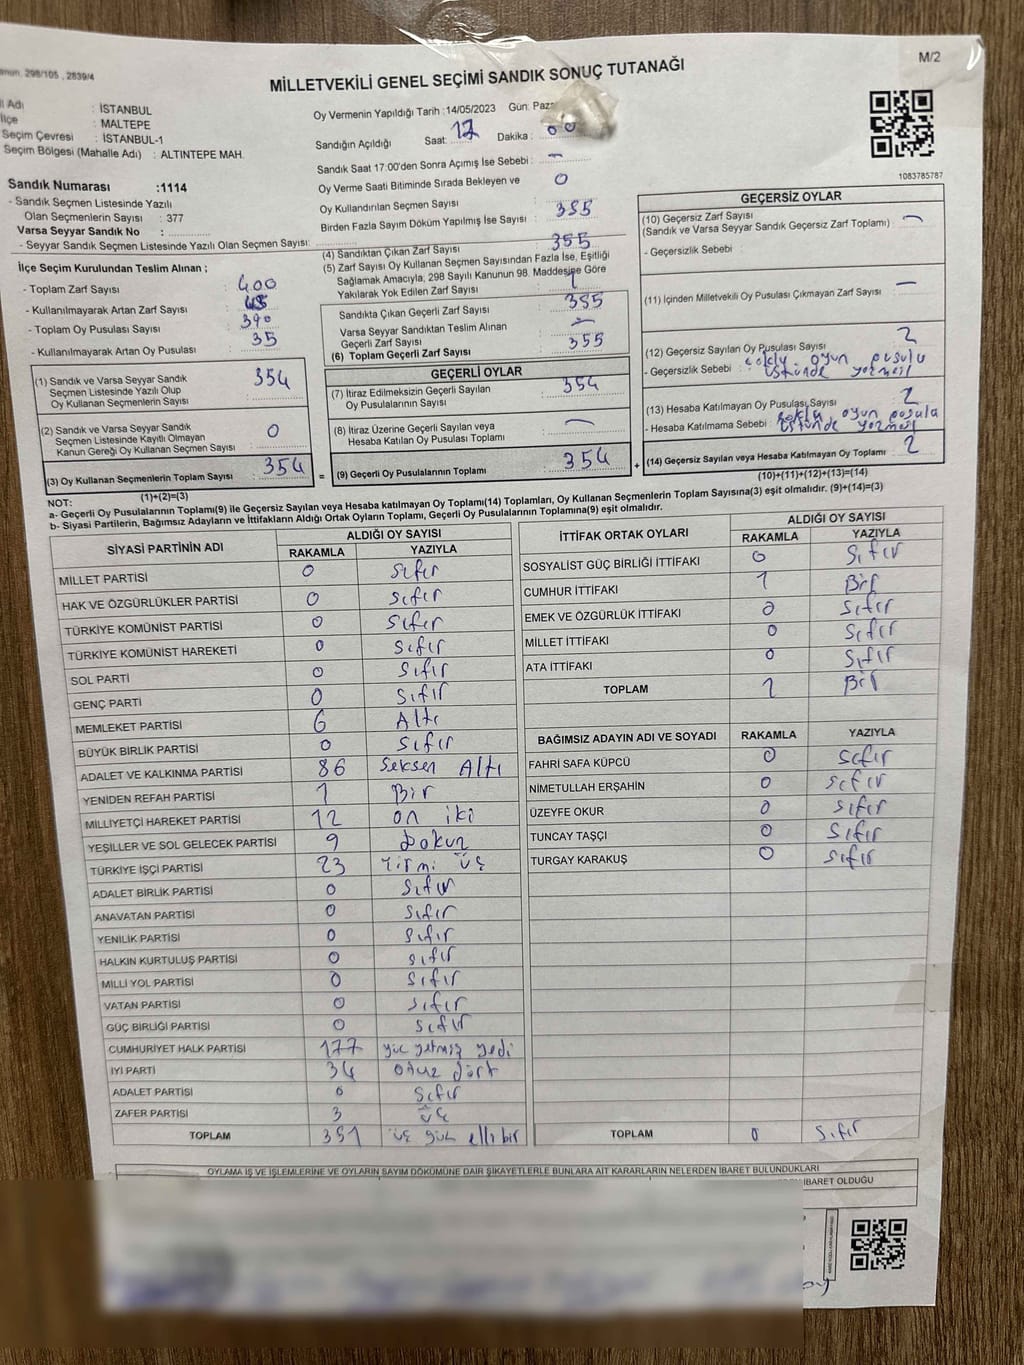 M/2
298/105 , 2839/4
MİLLETVEKİLİ GENEL SEÇİMİ SANDIK SONUÇ TUTANAĞI
Adı : İSTANBUL
İlçe : MALTEPE
Seçim Çevresi : İSTANBUL-1
Seçim Bölgesi (Mahalle Adı) : ALTINTEPE MAH.
Sandık Numarası :1114
- Sandık Seçmen Listesinde Yazılı
Olan Seçmenlerin Sayısı : 377
Varsa Seyyar Sandık No :
- Seyyar Sandık Seçmen Listesinde Yazılı Olan Seçmen Sayısı:
Oy Vermenin Yapıldığı Tarih :14/05/2023 Gün:
Sandığın Açıldığı Saat: 17 Dakika : 00
Sandık Saat 17:00'den Sonra Açımış İse Sebebi : —
Oy Verme Saati Bitiminde Sırada Bekleyen ve
Oy Kullandırılan Seçmen Sayısı : 0
Birden Fazla Sayım Döküm Yapılmış İse Sayısı : 355
(4) Sandıktan Çıkan Zarf Sayısı : 355
(5) Zarf Sayısı Oy Kullanan Seçmen Sayısından Fazla İse, Eşitliği
Sağlamak Amacıyla, 298 Sayılı Kanunun 98. Maddesine Göre
Yakılarak Yok Edilen Zarf Sayısı :
Sandıkta Çıkan Geçerli Zarf Sayısı : 355
Varsa Seyyar Sandıktan Teslim Alınan
Geçerli Zarf Sayısı : —
(6) Toplam Geçerli Zarf Sayısı : 355
1083785787
GEÇERSİZ OYLAR
(10) Geçersiz Zarf Sayısı
(Sandık ve Varsa Seyyar Sandık Geçersiz Zarf Toplamı) : —
- Geçersizlik Sebebi :
(11) İçinden Milletvekili Oy Pusulası Çıkmayan Zarf Sayısı : —
(12) Geçersiz Sayılan Oy Pusulası Sayısı : 2
- Geçersizlik Sebebi : oyun pusula
üstünde
(13) Hesaba Katılmayan Oy Pusulası Sayısı : 2
- Hesaba Katılmama Sebebi : oyun pusula
üstünde
(14) Geçersiz Sayılan veya Hesaba Katılmayan Oy Toplamı : 2
(10)+(11)+(12)+(13)=(14)
İlçe Seçim Kurulundan Teslim Alınan ;
- Toplam Zarf Sayısı : 400
- Kullanılmayarak Artan Zarf Sayısı : 45
- Toplam Oy Pusulası Sayısı : 390
- Kullanılmayarak Artan Oy Pusulası : 35
(1) Sandık ve Varsa Seyyar Sandık
Seçmen Listesinde Yazılı Olup
Oy Kullanan Seçmenlerin Sayısı : 354
(2) Sandık ve Varsa Seyyar Sandık
Seçmen Listesinde Kayıtlı Olmayan
Kanun Gereği Oy Kullanan Seçmen Sayısı : 0
(3) Oy Kullanan Seçmenlerin Toplam Sayısı : 354
(1)+(2)=(3)
=
GEÇERLİ OYLAR
(7) İtiraz Edilmeksizin Geçerli Sayılan
Oy Pusulalarının Sayısı : 354
(8) İtiraz Üzerine Geçerli Sayılan veya
Hesaba Katılan Oy Pusulası Toplamı : —
(9) Geçerli Oy Pusulalarının Toplamı : 354
+
NOT:
a- Geçerli Oy Pusulalarının Toplamı(9) ile Geçersiz Sayılan veya Hesaba katılmayan Oy Toplamı(14) Toplamları, Oy Kullanan Seçmenlerin Toplam Sayısına(3) eşit olmalıdır. (9)+(14)=(3)
b- Siyasi Partilerin, Bağımsız Adayların ve İttifakların Aldığı Ortak Oyların Toplamı, Geçerli Oy Pusulalarının Toplamına(9) eşit olmalıdır.
SİYASİ PARTİNİN ADI ALDIĞI OY SAYISI
RAKAMLA YAZIYLA
MİLLET PARTİSİ 0 sıfır
HAK VE ÖZGÜRLÜKLER PARTİSİ 0 sıfır
TÜRKİYE KOMÜNİST PARTİSİ 0 sıfır
TÜRKİYE KOMÜNİST HAREKETİ 0 sıfır
SOL PARTİ 0 sıfır
GENÇ PARTİ 0 sıfır
MEMLEKET PARTİSİ 6 Altı
BÜYÜK BİRLİK PARTİSİ 0 sıfır
ADALET VE KALKINMA PARTİSİ 86 Seksen Altı
YENİDEN REFAH PARTİSİ 1 Bir
MİLLİYETÇİ HAREKET PARTİSİ 12 on iki
YEŞİLLER VE SOL GELECEK PARTİSİ 9 Dokuz
TÜRKİYE İŞÇİ PARTİSİ 23 Yirmi üç
ADALET BİRLİK PARTİSİ 0 sıfır
ANAVATAN PARTİSİ 0 sıfır
YENİLİK PARTİSİ 0 sıfır
HALKIN KURTULUŞ PARTİSİ 0 sıfır
MİLLİ YOL PARTİSİ 0 sıfır
VATAN PARTİSİ 0 sıfır
GÜÇ BİRLİĞİ PARTİSİ 0 sıfır
CUMHURİYET HALK PARTİSİ 177 yüz yetmiş yedi
İYİ PARTİ 34 otuz dört
ADALET PARTİSİ 0 sıfır
ZAFER PARTİSİ 3 üç
TOPLAM 351 üç yüz elli bir
İTTİFAK ORTAK OYLARI ALDIĞI OY SAYISI
RAKAMLA YAZIYLA
SOSYALİST GÜÇ BİRLİĞİ İTTİFAKI 0 sıfır
CUMHUR İTTİFAKI 1 Bir
EMEK VE ÖZGÜRLÜK İTTİFAKI 0 sıfır
MİLLET İTTİFAKI 0 sıfır
ATA İTTİFAKI 0 sıfır
TOPLAM 1 Bir
BAĞIMSIZ ADAYIN ADI VE SOYADI RAKAMLA YAZIYLA
FAHRİ SAFA KÜPCÜ 0 sıfır
NİMETULLAH ERŞAHİN 0 sıfır
ÜZEYFE OKUR 0 sıfır
TUNCAY TAŞÇI 0 sıfır
TURGAY KARAKUŞ 0 sıfır
TOPLAM 0 sıfır
OYLAMA İŞ VE İŞLEMLERİNE VE OYLARIN SAYIM DÖKÜMÜNE DAİR ŞİKAYETLERLE BUNLARA AİT KARARLARIN NELERDEN İBARET BULUNDUKLARI
İBARET OLDUĞU